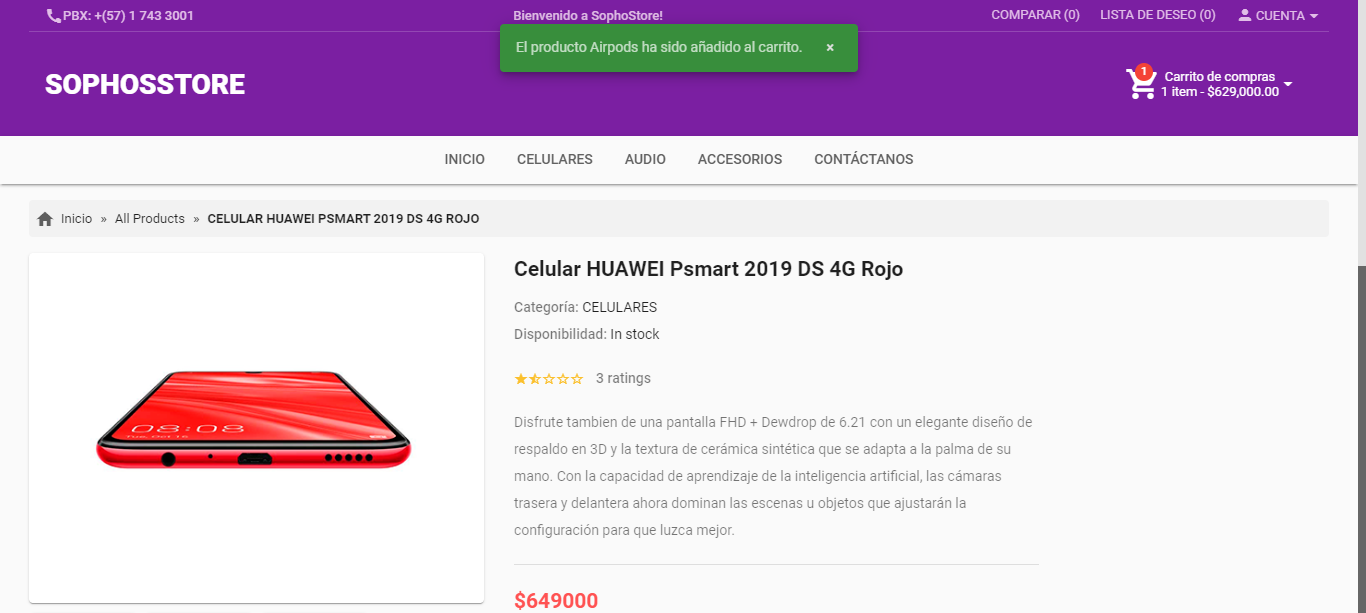 PBX: +(57) 1 743 3001
Bienvenido a SophoStore!
COMPARAR (0) LISTA DE DESEO (0) CUENTA
El producto Airpods ha sido añadido al carrito. ×
SOPHOSSTORE
1
Carrito de compras
1 item - $629,000.00
INICIO CELULARES AUDIO ACCESORIOS CONTÁCTANOS
Inicio » All Products » CELULAR HUAWEI PSMART 2019 DS 4G ROJO
Celular HUAWEI Psmart 2019 DS 4G Rojo
Categoría: CELULARES
Disponibilidad: In stock
3 ratings
08:08
Disfrute tambien de una pantalla FHD + Dewdrop de 6.21 con un elegante diseño de
respaldo en 3D y la textura de cerámica sintética que se adapta a la palma de su
mano. Con la capacidad de aprendizaje de la inteligencia artificial, las cámaras
trasera y delantera ahora dominan las escenas u objetos que ajustarán la
configuración para que luzca mejor.
$649000